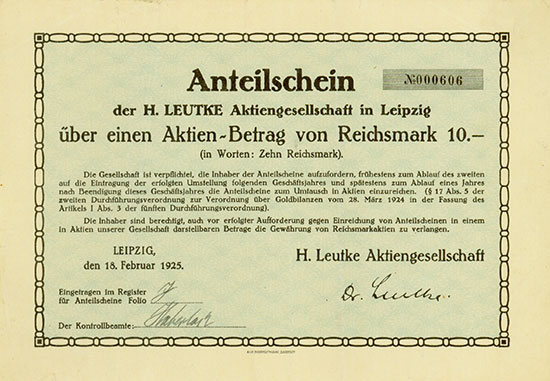 Anteilschein
№000606
der H. LEUTKE Aktiengesellschaft in Leipzig
über einen Aktien-Betrag von Reichsmark 10.—
(in Worten: Zehn Reichsmark).
Die Gesellschaft ist verpflichtet, die Inhaber der Anteilscheine aufzufordern, frühestens zum Ablauf des zweiten
auf die Eintragung der erfolgten Umstellung folgenden Geschäftsjahres und spätestens zum Ablauf eines Jahres
nach Beendigung dieses Geschäftsjahres die Anteilscheine zum Umtausch in Aktien einzureichen. (§ 17 Abs. 5 der
zweiten Durchführungsverordnung zur Verordnung über Goldbilanzen vom 28. März 1924 in der Fassung des
Artikels I Abs. 3 der fünften Durchführungsverordnung).
Die Inhaber sind berechtigt, auch vor erfolgter Aufforderung gegen Einreichung von Anteilscheinen in einem
in Aktien unserer Gesellschaft darstellbaren Betrage die Gewährung von Reichsmarkaktien zu verlangen.
LEIPZIG,
den 18. Februar 1925.
H. Leutke Aktiengesellschaft
Dr. Leutke.
Eingetragen im Register
für Anteilscheine Folio
Der Kontrollbeamte: